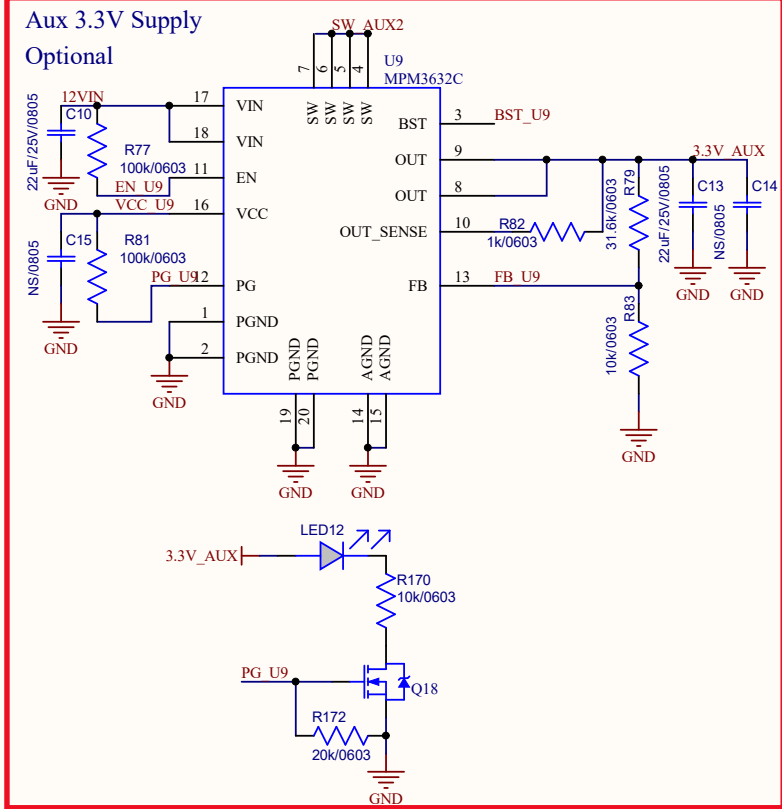 Aux 3.3V Supply
Optional
SW_AUX2
7
6
5
4
U9
MPM3632C
SW
SW
SW
SW
12VIN
C10
22uF/25V/0805
R77
100k/0603
EN_U9
GND
VCC_U9
C15
NS/0805
R81
100k/0603
PG_U9
GND
GND
17
18
11
16
12
1
2
VIN
VIN
EN
VCC
PG
PGND
PGND
PGND
PGND
AGND
AGND
19
20
14
15
GND
GND
BST
OUT
OUT
OUT_SENSE
FB
3
9
8
10
13
BST_U9
R82
1k/0603
FB_U9
3.3V_AUX
R79
31.6k/0603
22uF/25V/0805
C13
NS/0805
C14
GND
GND
R83
10k/0603
GND
LED12
3.3V_AUX
R170
10k/0603
PG_U9
Q18
R172
20k/0603
GND